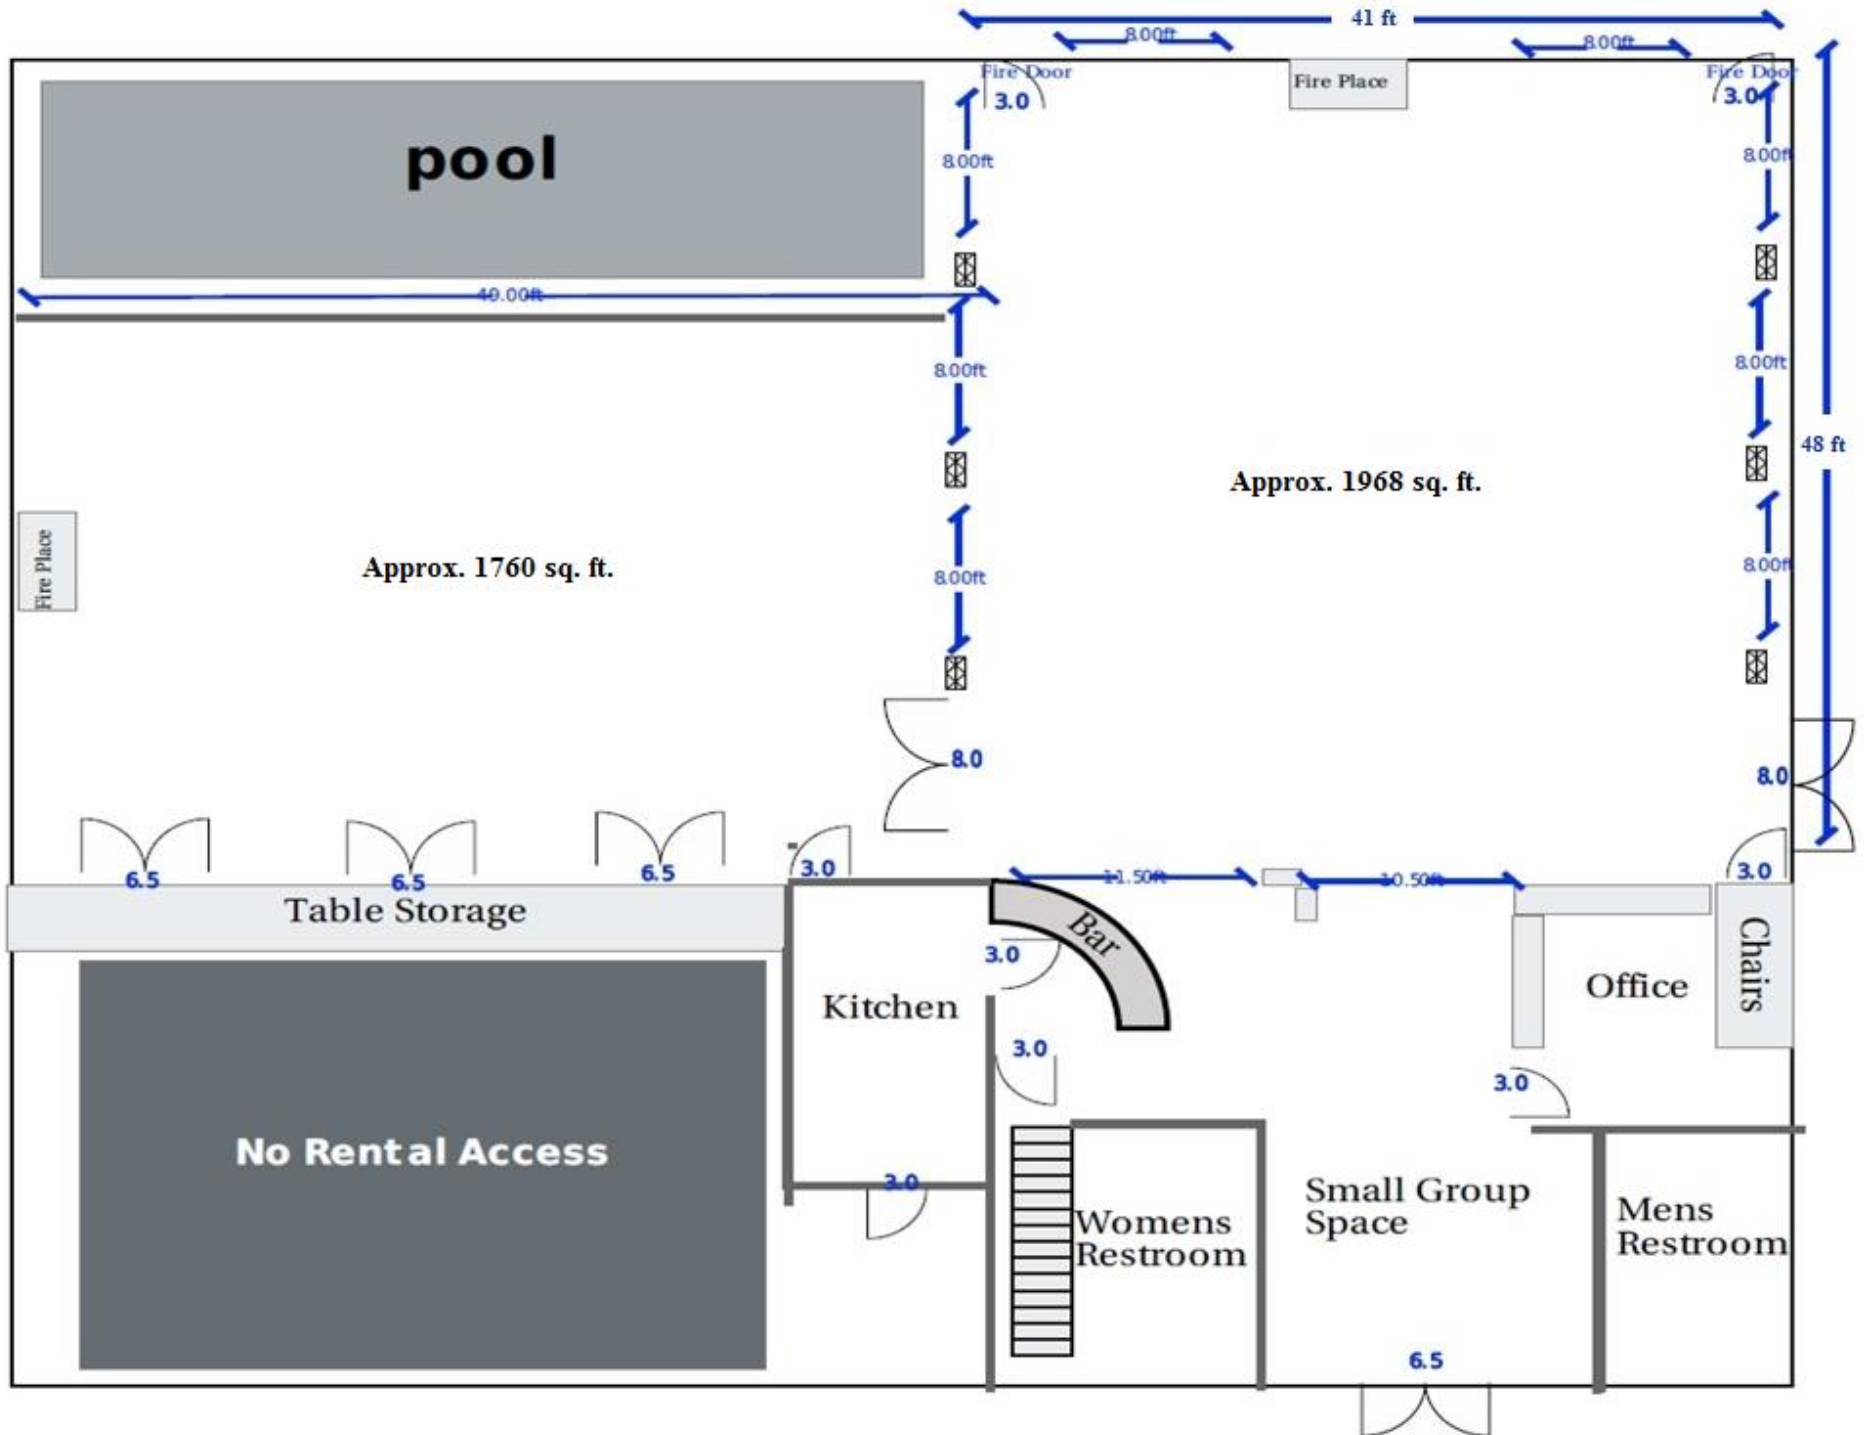 41 ft
8.00ft
8.00ft
Fire Door
Fire Place
Fire Door
3.0
3.0
pool
8.00ft
8.00ft
40.00ft
8.00ft
8.00ft
48 ft
Approx. 1968 sq. ft.
Fire Place
Approx. 1760 sq. ft.
8.00ft
8.00ft
8.0
8.0
6.5
6.5
6.5
3.0
11.50ft
10.50ft
3.0
Table Storage
Bar
Chairs
3.0
Kitchen
Office
3.0
3.0
No Rental Access
3.0
Womens
Restroom
Small Group
Space
Mens
Restroom
6.5